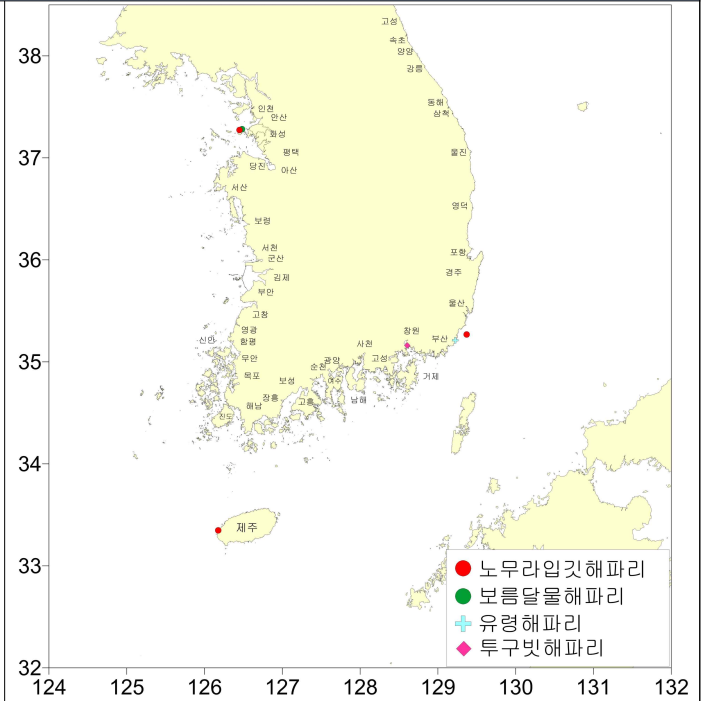 고성
속초
양양
강릉
38
인천
동해
안산
삼척
화성
울진
37
평택
당진
아산
서산
영덕
보령
서천
포항
36
군산
경주
김제
부안
울산
고창
영광
창원
신안
함평
사천
부산
35
무안
광양
고성
순천
거제
목포
보성
여수
장흥
남해
해남
고흥
진도
34
제주
33
노무라입깃해파리
보름달물해파리
유령해파리
투구빗해파리
32
124 125 126 127 128 129 130 131 132